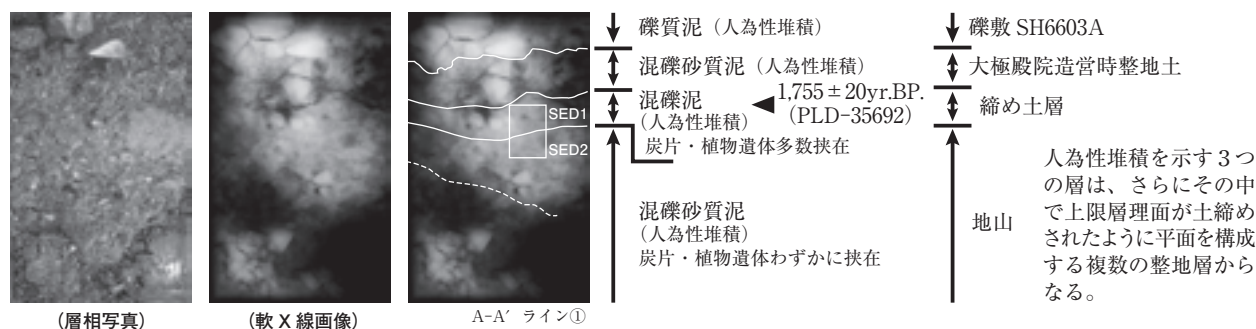 礫質泥（人為性堆積）
混礫砂質泥（人為性堆積）
混礫泥
（人為性堆積）
1,755±20yr.BP.
（PLD-35692）
炭片・植物遺体多数挟在
混礫砂質泥
（人為性堆積）
炭片・植物遺体わずかに挟在
礫敷 SH6603A
大極殿院造営時整地土
締め土層
地山
人為性堆積を示す３つ
の層は、さらにその中
で上限層理面が土締め
されたように平面を構成
する複数の整地層から
なる。
SED1
SED2
（層相写真）
（軟 X 線画像）
A-A′ ライン①